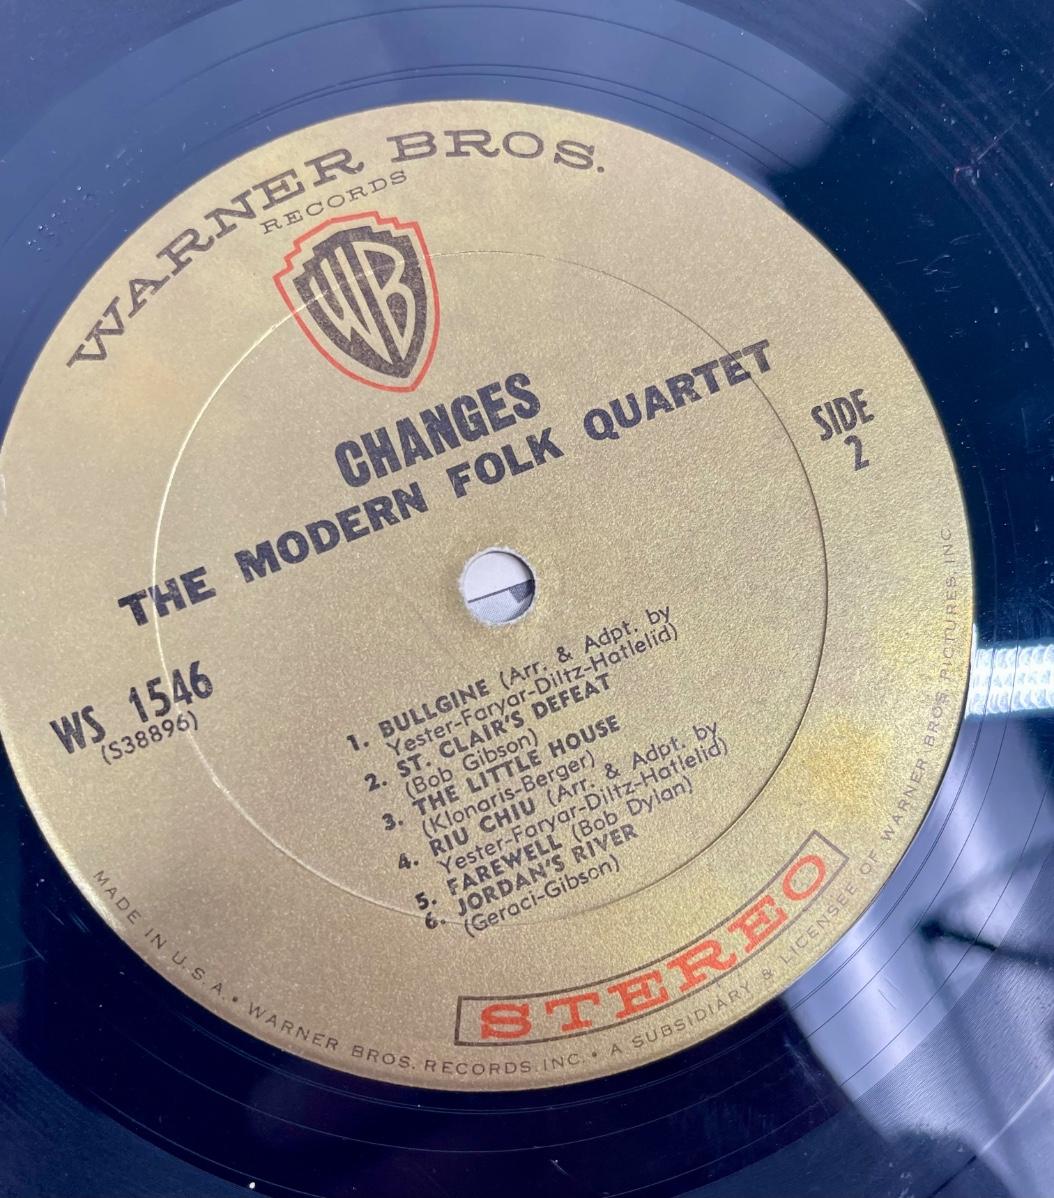 WARNER BROS.
RECORDS
WB
CHANGES
THE MODERN FOLK QUARTET
SIDE
2
WS 1546
(S38896)
1. BULLGINE (Arr. & Adpt. by
Yester-Faryar-Diltz-Hatlelid)
2. ST. CLAIR'S DEFEAT
(Bob Gibson)
3. THE LITTLE HOUSE
(Klonaris-Berger)
4. RIU CHIU (Arr. & Adpt. by
Yester-Faryar-Diltz-Hatlelid)
5. FAREWELL (Bob Dylan)
6. JORDAN'S RIVER
(Geraci-Gibson)
STEREO
MADE IN U.S.A. • WARNER BROS. RECORDS, INC. • A SUBSIDIARY & LICENSEE OF WARNER BROS. PICTURES, INC.